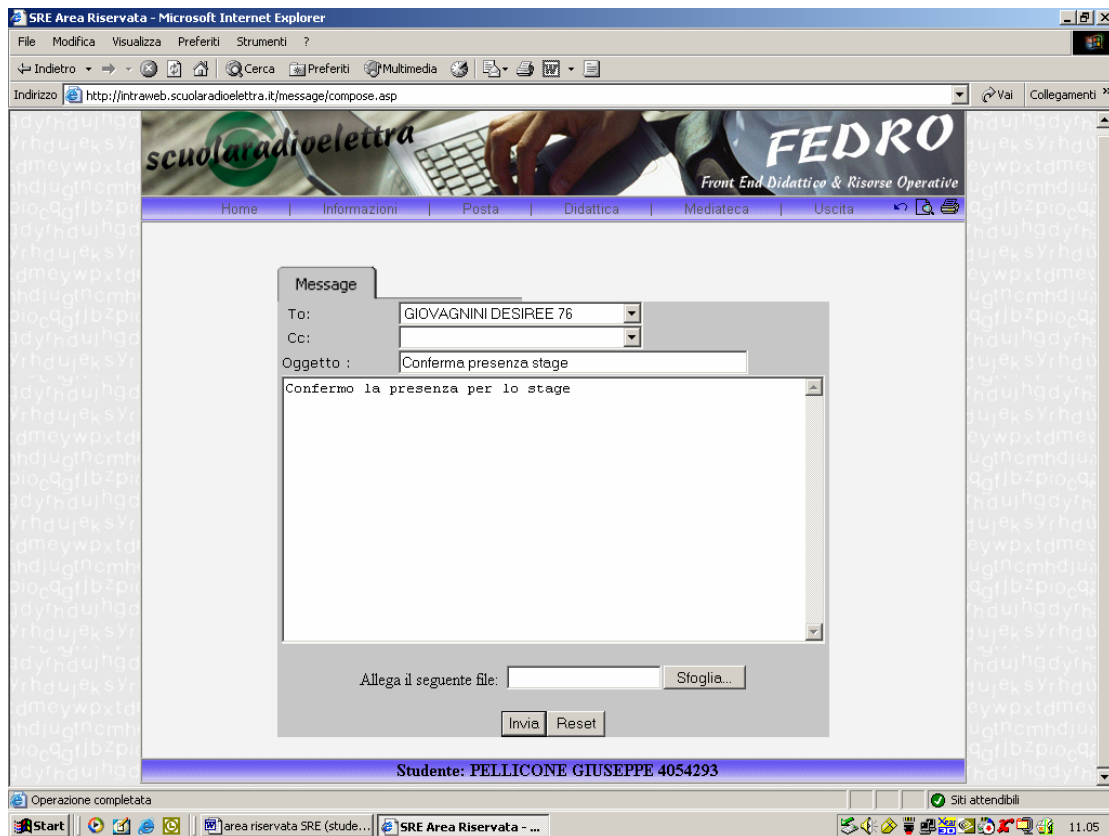 SRE Area Riservata - Microsoft Internet Explorer
File Modifica Visualizza Preferiti Strumenti ?
Indietro Cerca Preferiti Multimedia
Indirizzo http://intraweb.scuolaradioelettra.it/message/compose.asp Vai Collegamenti »
scuolaradioelettra
FEDRO
Front End Didattico & Risorse Operative
Home | Informazioni | Posta | Didattica | Mediateca | Uscita
Message
To: GIOVAGNINI DESIREE 76
Cc:
Oggetto : Conferma presenza stage
Confermo la presenza per lo stage
Allega il seguente file: Sfoglia...
Invia Reset
Studente: PELLICONE GIUSEPPE 4054293
Operazione completata Siti attendibili
Start area riservata SRE (stude... SRE Area Riservata - ... 11.05